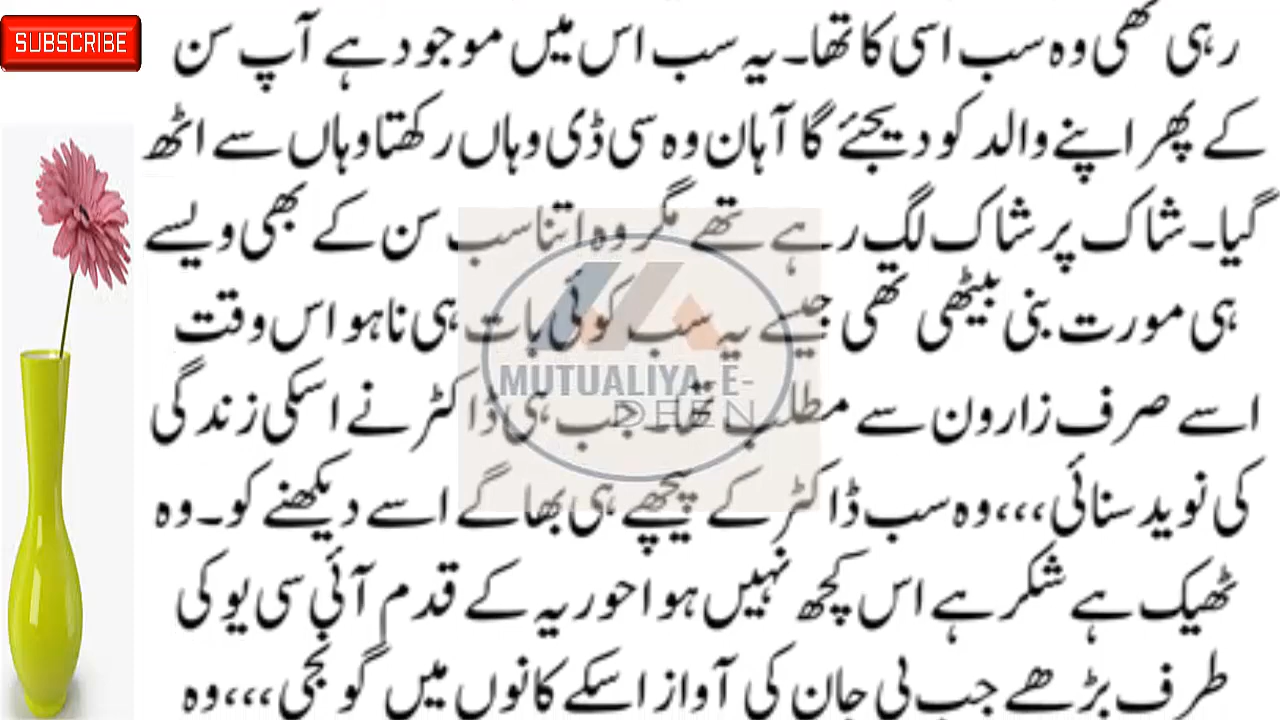 SUBSCRIBE
رہی تھی وہ سب اسی کا تھا۔ یہ سب اس میں موجود ہے آپ سن
کے پھر اپنے والد کو دیجئے گا آہان وہ سی ڈی وہاں رکھتا وہاں سے اٹھ
گیا۔ شاک پر شاک لگ رہے تھے مگر وہ اتنا سب سن کے بھی ویسے
ہی مورت بنی بیٹھی تھی جیسے یہ سب کوئی بات ہی نا ہو اس وقت
اسے صرف زارون سے مطلب تھا۔ جب ہی ڈاکٹر نے اسکی زندگی
کی نوید سنائی،،،، وہ سب ڈاکٹر کے پیچھے ہی بھاگے اسے دیکھنے کو۔ وہ
ٹھیک ہے شکر ہے اس کچھ نہیں ہوا حوریہ کے قدم آئی سی یو کی
طرف بڑھے جب بی جان کی آواز اسکے کانوں میں گونجی،،،، وہ
MUTUALIYA E-
DHEN